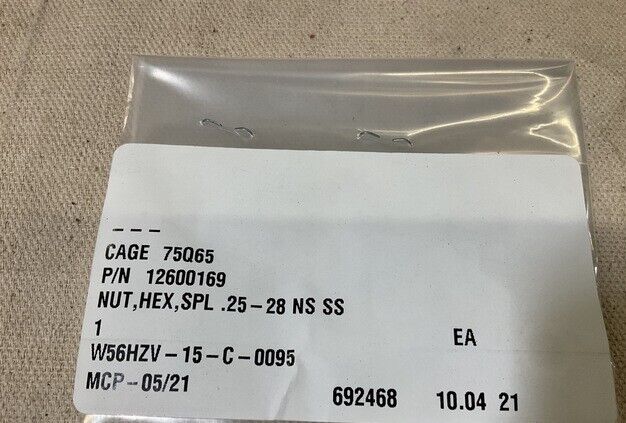 ---
CAGE 75Q65
P/N 12600169
NUT,HEX,SPL .25-28 NS SS
1 EA
W56HZV-15-C-0095
MCP-05/21 692468 10.04 21